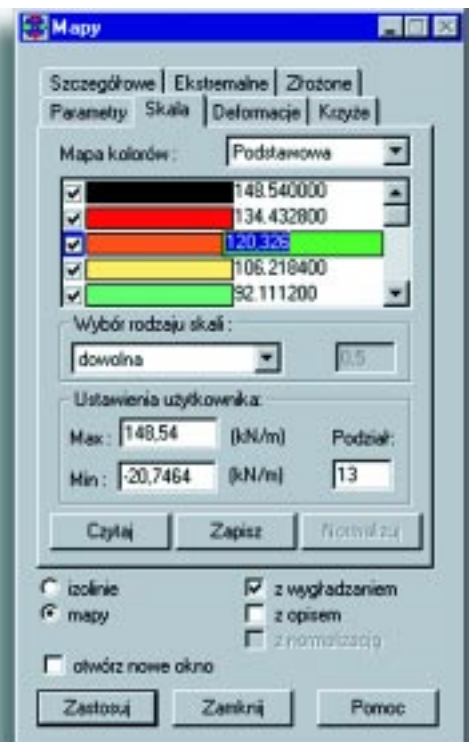 Mapy
Szczegółowe Ekstremalne Złożone
Parametry Skala Deformacje Krzyże
Mapa kolorów: Podstawowa
148.540000
134.432800
120,326
106.218400
92.111200
Wybór rodzaju skali:
dowolna 0,5
Ustawienia użytkownika:
Max: 148,54 (kN/m) Podział:
Min: -20,7464 (kN/m) 13
Czytaj Zapisz Normalizuj
izolinie z wygładzaniem
mapy z opisem
z normalizacją
otwórz nowe okno
Zastosuj Zamknij Pomoc